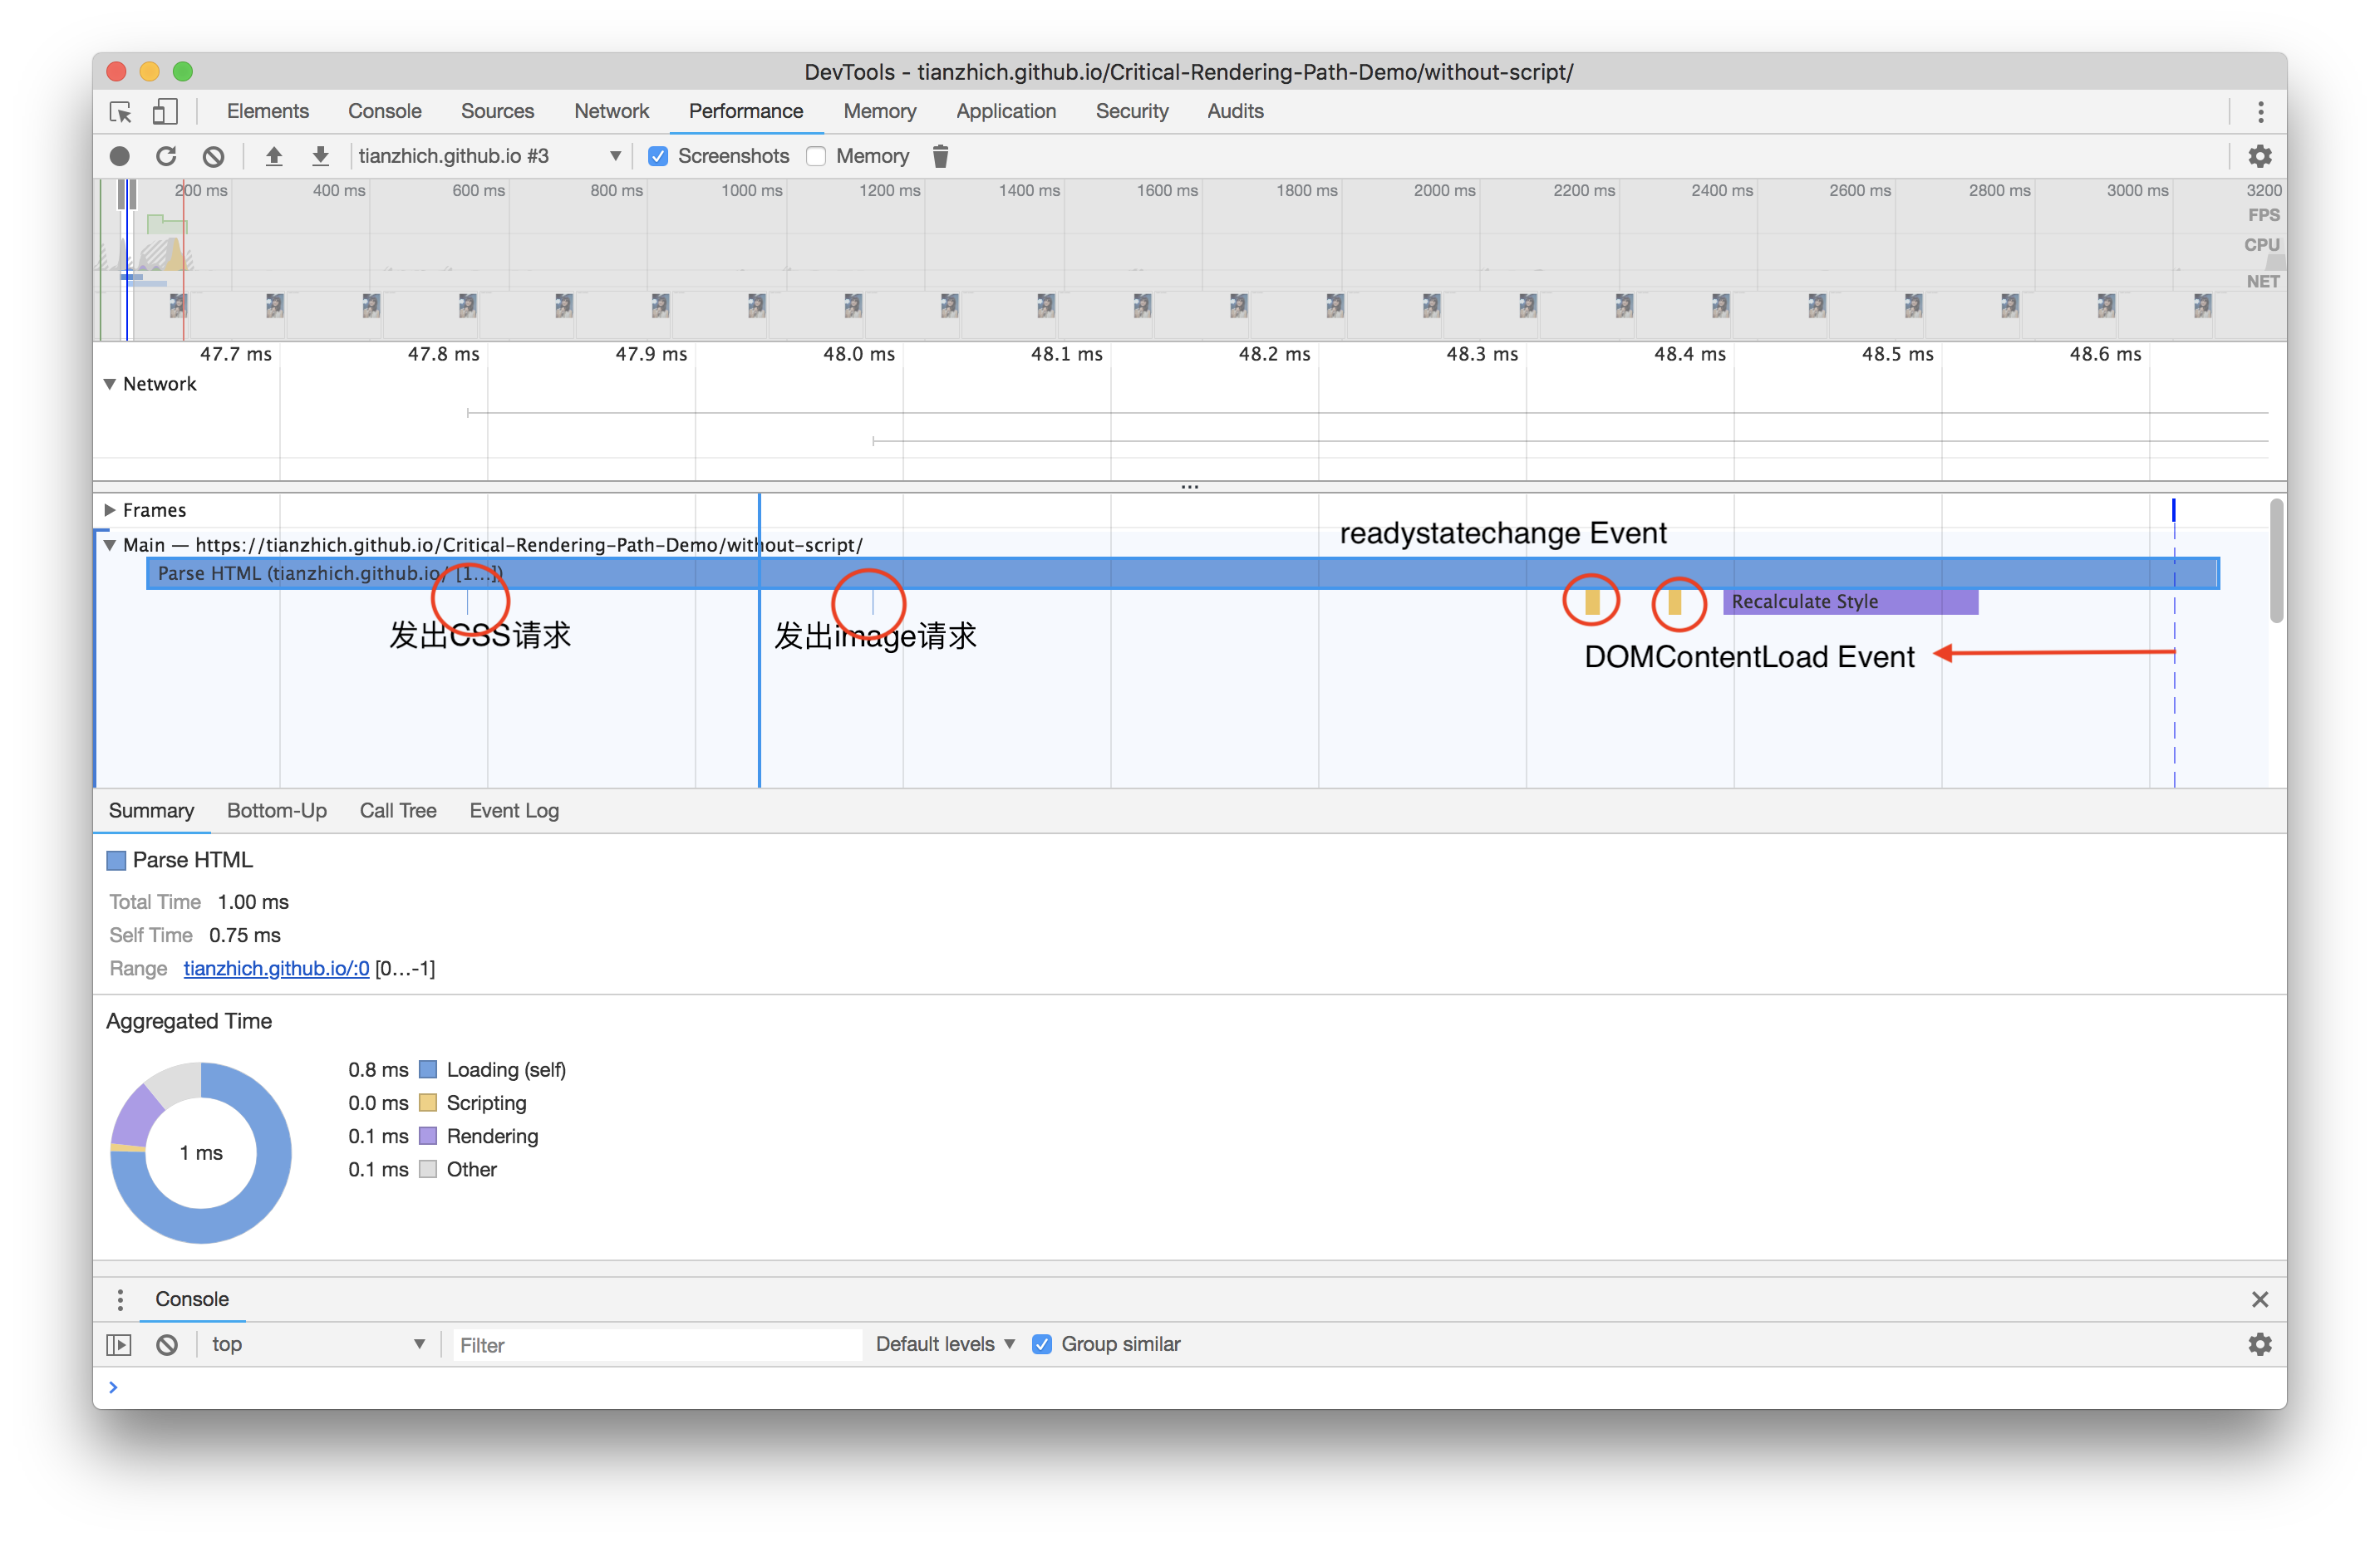 DevTools - tianzhich.github.io/Critical-Rendering-Path-Demo/without-script/
Elements Console Sources Network Performance Memory Application Security Audits
tianzhich.github.io #3 Screenshots Memory
200 ms 400 ms 600 ms 800 ms 1000 ms 1200 ms 1400 ms 1600 ms 1800 ms 2000 ms 2200 ms 2400 ms 2600 ms 2800 ms 3000 ms 3200
FPS
CPU
NET
47.7 ms 47.8 ms 47.9 ms 48.0 ms 48.1 ms 48.2 ms 48.3 ms 48.4 ms 48.5 ms 48.6 ms
Network
...
Frames
readystatechange Event
Main — https://tianzhich.github.io/Critical-Rendering-Path-Demo/without-script/
Parse HTML (tianzhich.github.io/ [1...])
Recalculate Style
发出CSS请求 发出image请求
DOMContentLoad Event
Summary Bottom-Up Call Tree Event Log
Parse HTML
Total Time 1.00 ms
Self Time 0.75 ms
Range tianzhich.github.io/:0 [0…-1]
Aggregated Time
0.8 ms Loading (self)
0.0 ms Scripting
0.1 ms Rendering
0.1 ms Other
1 ms
Console
top Filter Default levels Group similar